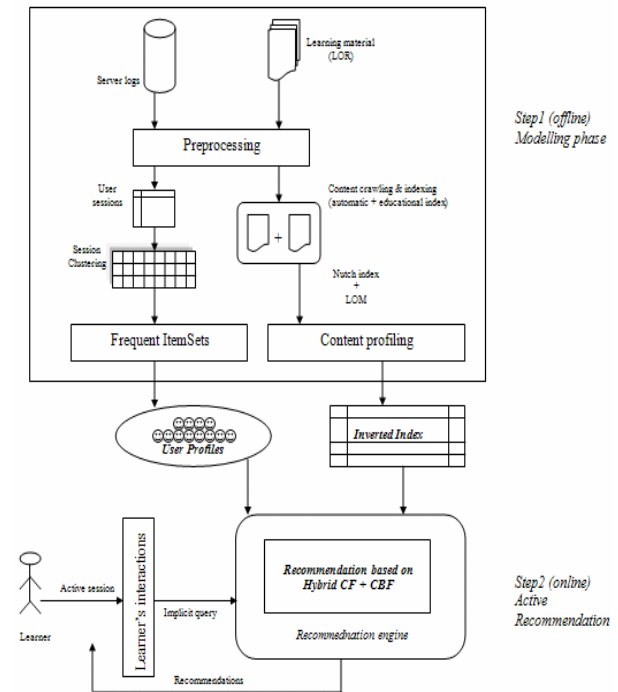 Learning material
(LOR)
Server logs
Step1 (offline)
Modelling phase
Preprocessing
User
sessions
Content crawling & indexing
(automatic + educational index)
+
Session
Clustering
Nutch index
+
LOM
Frequent ItemSets
Content profiling
User Profiles
Inverted Index
Learner's interactions
Recommendation based on
Hybrid CF + CBF
Step2 (online)
Active
Recommendation
Active session
Implicit query
Learner
Recommednation engine
Recommendations